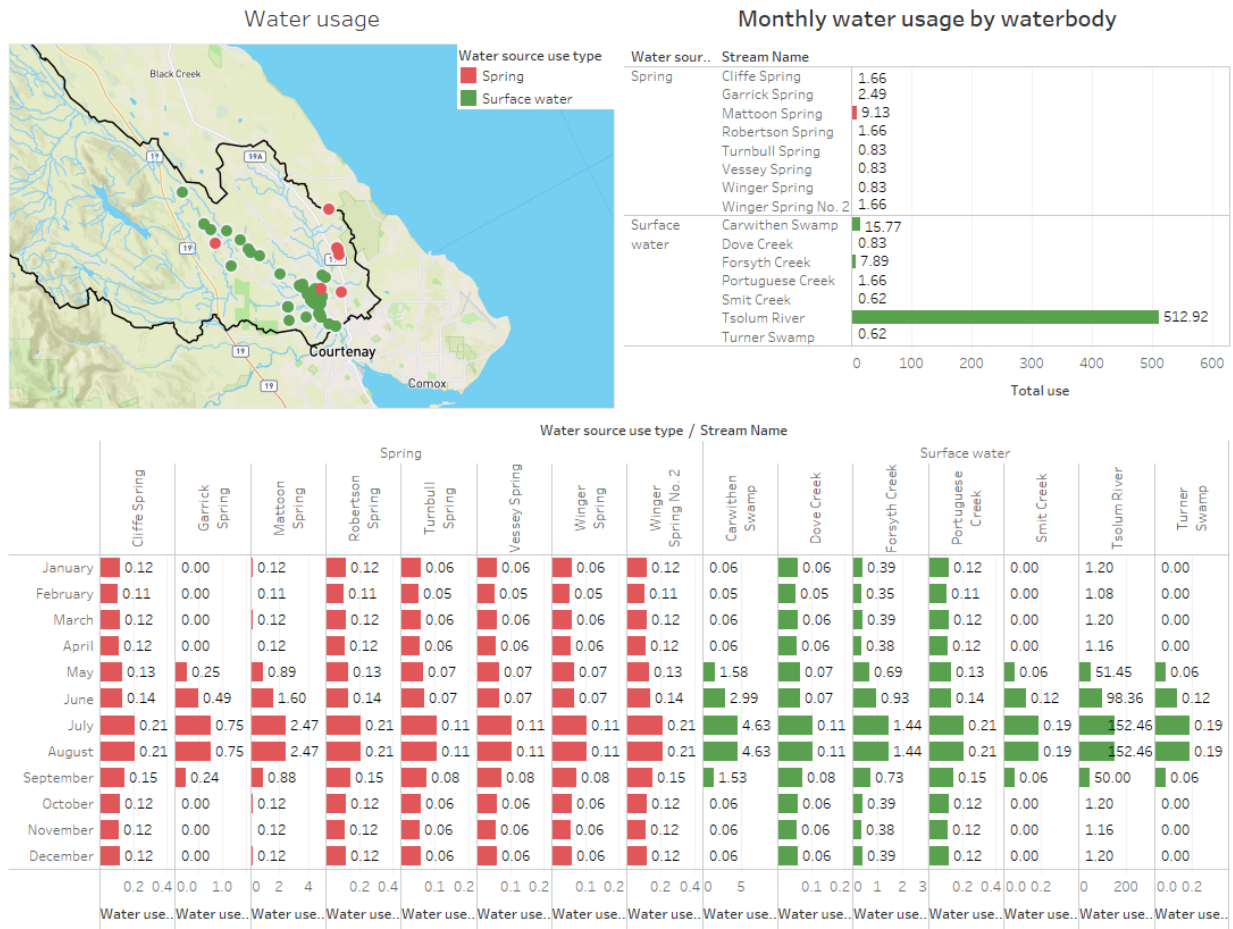 Water usage
Black Creek
19
19A
19
19
19
Courtenay
Comox
Water source use type
Spring
Surface water
Monthly water usage by waterbody
Water sour.. Stream Name
Spring Cliffe Spring 1.66
Garrick Spring 2.49
Mattoon Spring 9.13
Robertson Spring 1.66
Turnbull Spring 0.83
Vessey Spring 0.83
Winger Spring 0.83
Winger Spring No. 2 1.66
Surface water Carwithen Swamp 15.77
Dove Creek 0.83
Forsyth Creek 7.89
Portuguese Creek 1.66
Smit Creek 0.62
Tsolum River 512.92
Turner Swamp 0.62
0 100 200 300 400 500 600
Total use
Water source use type / Stream Name
Spring Surface water
Cliffe Spring
Garrick Spring
Mattoon Spring
Robertson Spring
Turnbull Spring
Vessey Spring
Winger Spring
Winger Spring No. 2
Carwithen Swamp
Dove Creek
Forsyth Creek
Portuguese Creek
Smit Creek
Tsolum River
Turner Swamp
January 0.12 0.00 0.12 0.12 0.06 0.06 0.06 0.12 0.06 0.06 0.39 0.12 0.00 1.20 0.00
February 0.11 0.00 0.11 0.11 0.05 0.05 0.05 0.11 0.05 0.05 0.35 0.11 0.00 1.08 0.00
March 0.12 0.00 0.12 0.12 0.06 0.06 0.06 0.12 0.06 0.06 0.39 0.12 0.00 1.20 0.00
April 0.12 0.00 0.12 0.12 0.06 0.06 0.06 0.12 0.06 0.06 0.38 0.12 0.00 1.16 0.00
May 0.13 0.25 0.89 0.13 0.07 0.07 0.07 0.13 1.58 0.07 0.69 0.13 0.06 51.45 0.06
June 0.14 0.49 1.60 0.14 0.07 0.07 0.07 0.14 2.99 0.07 0.93 0.14 0.12 98.36 0.12
July 0.21 0.75 2.47 0.21 0.11 0.11 0.11 0.21 4.63 0.11 1.44 0.21 0.19 152.46 0.19
August 0.21 0.75 2.47 0.21 0.11 0.11 0.11 0.21 4.63 0.11 1.44 0.21 0.19 152.46 0.19
September 0.15 0.24 0.88 0.15 0.08 0.08 0.08 0.15 1.53 0.08 0.73 0.15 0.06 50.00 0.06
October 0.12 0.00 0.12 0.12 0.06 0.06 0.06 0.12 0.06 0.06 0.39 0.12 0.00 1.20 0.00
November 0.12 0.00 0.12 0.12 0.06 0.06 0.06 0.12 0.06 0.06 0.38 0.12 0.00 1.16 0.00
December 0.12 0.00 0.12 0.12 0.06 0.06 0.06 0.12 0.06 0.06 0.39 0.12 0.00 1.20 0.00
0.2 0.4 0.0 1.0 0 2 4 0.2 0.4 0.1 0.2 0.1 0.2 0.1 0.2 0.2 0.4 0 5 0.1 0.2 0 1 2 3 0.2 0.4 0.0 0.2 0 200 0.0 0.2
Water use.. Water use.. Water use.. Water use.. Water use.. Water use.. Water use.. Water use.. Water use.. Water use.. Water use.. Water use.. Water use.. Water use.. Water use..